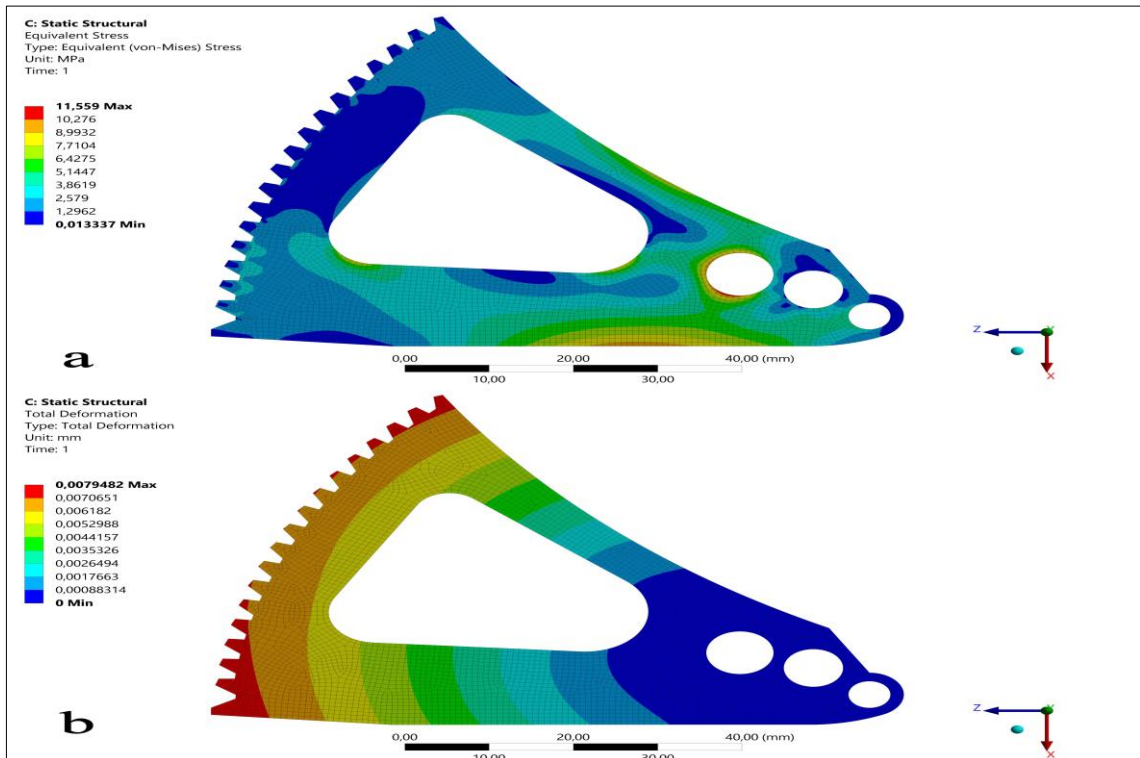 C: Static Structural
Equivalent Stress
Type: Equivalent (von-Mises) Stress
Unit: MPa
Time: 1
11,559 Max
10,276
8,9932
7,7104
6,4275
5,1447
3,8619
2,579
1,2962
0,013337 Min
a
0,00 20,00 40,00 (mm)
10,00 30,00
Z
Y
X
C: Static Structural
Total Deformation
Type: Total Deformation
Unit: mm
Time: 1
0,0079482 Max
0,0070651
0,006182
0,0052988
0,0044157
0,0035326
0,0026494
0,0017663
0,00088314
0 Min
b
0,00 20,00 40,00 (mm)
10,00 30,00
Z
X